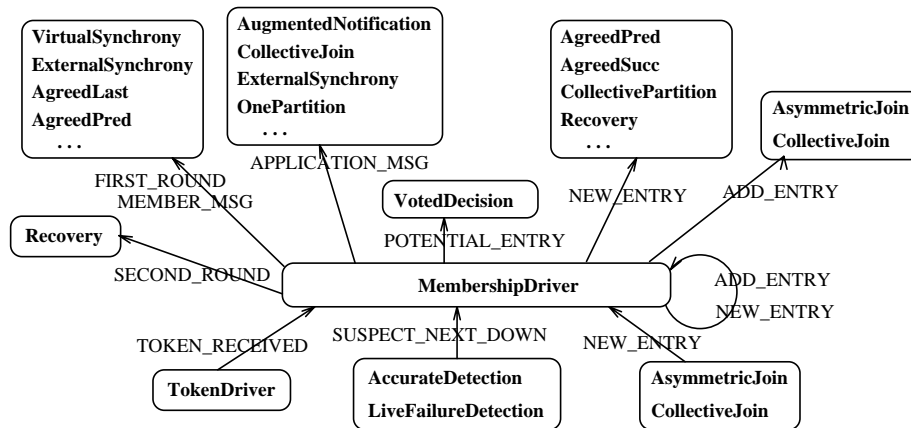 VirtualSynchrony
ExternalSynchrony
AgreedLast
AgreedPred
. . .
AugmentedNotification
CollectiveJoin
ExternalSynchrony
OnePartition
. . .
AgreedPred
AgreedSucc
CollectivePartition
Recovery
. . .
AsymmetricJoin
CollectiveJoin
APPLICATION_MSG
FIRST_ROUND
MEMBER_MSG
NEW_ENTRY
ADD_ENTRY
VotedDecision
Recovery
POTENTIAL_ENTRY
SECOND_ROUND
MembershipDriver
ADD_ENTRY
NEW_ENTRY
TOKEN_RECEIVED
SUSPECT_NEXT_DOWN
NEW_ENTRY
TokenDriver
AccurateDetection
LiveFailureDetection
AsymmetricJoin
CollectiveJoin